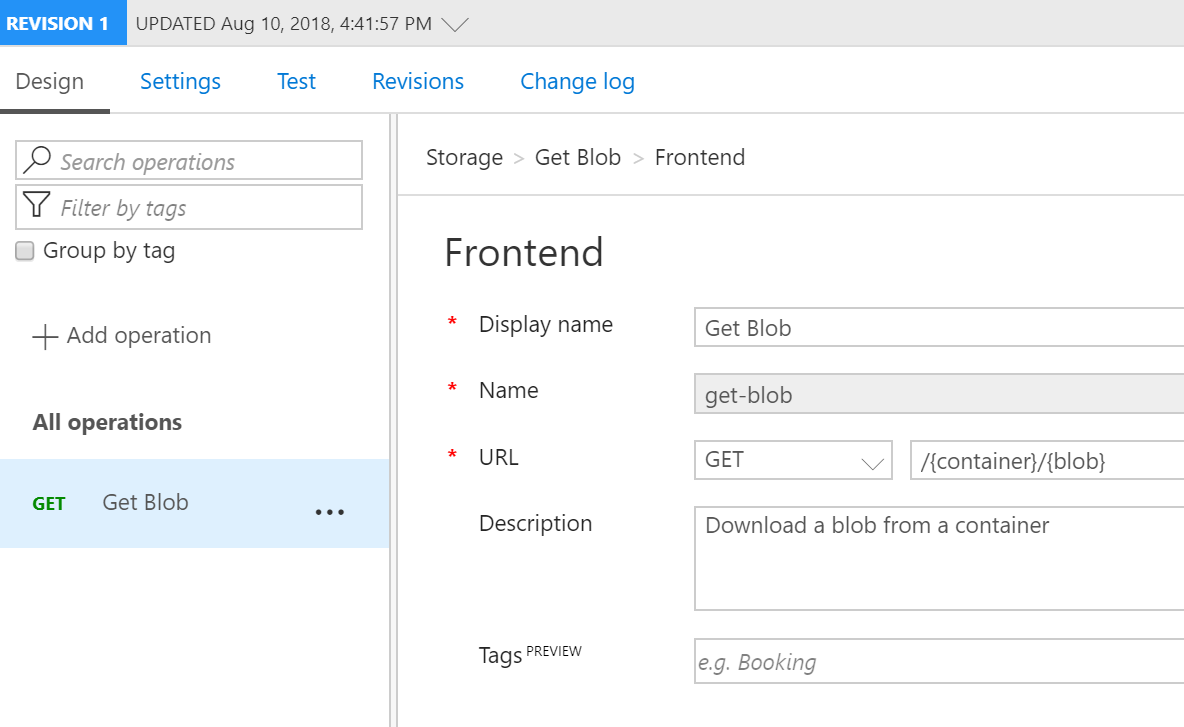 REVISION 1 UPDATED Aug 10, 2018, 4:41:57 PM
Design Settings Test Revisions Change log
Search operations
Filter by tags
Group by tag
Add operation
All operations
GET Get Blob ...
Storage > Get Blob > Frontend
Frontend
* Display name Get Blob
* Name get-blob
* URL GET /{container}/{blob}
Description Download a blob from a container
Tags PREVIEW e.g. Booking